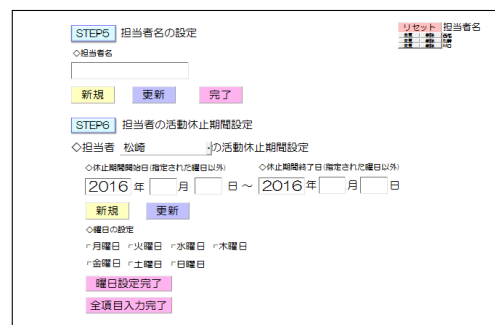 STEP5 担当者名の設定
リセット 担当者名
◇担当者名
新規 更新 完了
STEP6 担当者の活動休止期間設定
◇担当者 松崎 の活動休止期間設定
◇休止期間開始日(指定された曜日以外) ◇休止期間終了日(指定された曜日以外)
2016 年 月 日 ～ 2016 年 月 日
新規 更新
◇曜日の設定
月曜日 火曜日 水曜日 木曜日
金曜日 土曜日 日曜日
曜日設定完了
全項目入力完了